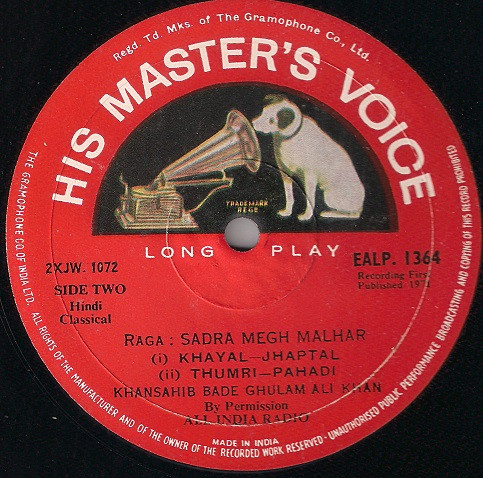 Regd. Td. Mks. of The Gramophone Co., Ltd.
HIS MASTER'S VOICE
TRADEMARK
REGD
LONG PLAY
2XJW. 1072
SIDE TWO
Hindi
Classical
EALP. 1364
Recording First
Published 1971
RAGA : SADRA MEGH MALHAR
(i) KHAYAL—JHAPTAL
(ii) THUMRI—PAHADI
KHANSAHIB BADE GHULAM ALI KHAN
By Permission
ALL INDIA RADIO
MADE IN INDIA
THE GRAMOPHONE CO. OF INDIA LTD. ALL RIGHTS OF THE MANUFACTURER AND OF THE OWNER OF THE RECORDED WORK RESERVED - UNAUTHORISED PUBLIC PERFORMANCE BROADCASTING AND COPYING OF THIS RECORD PROHIBITED